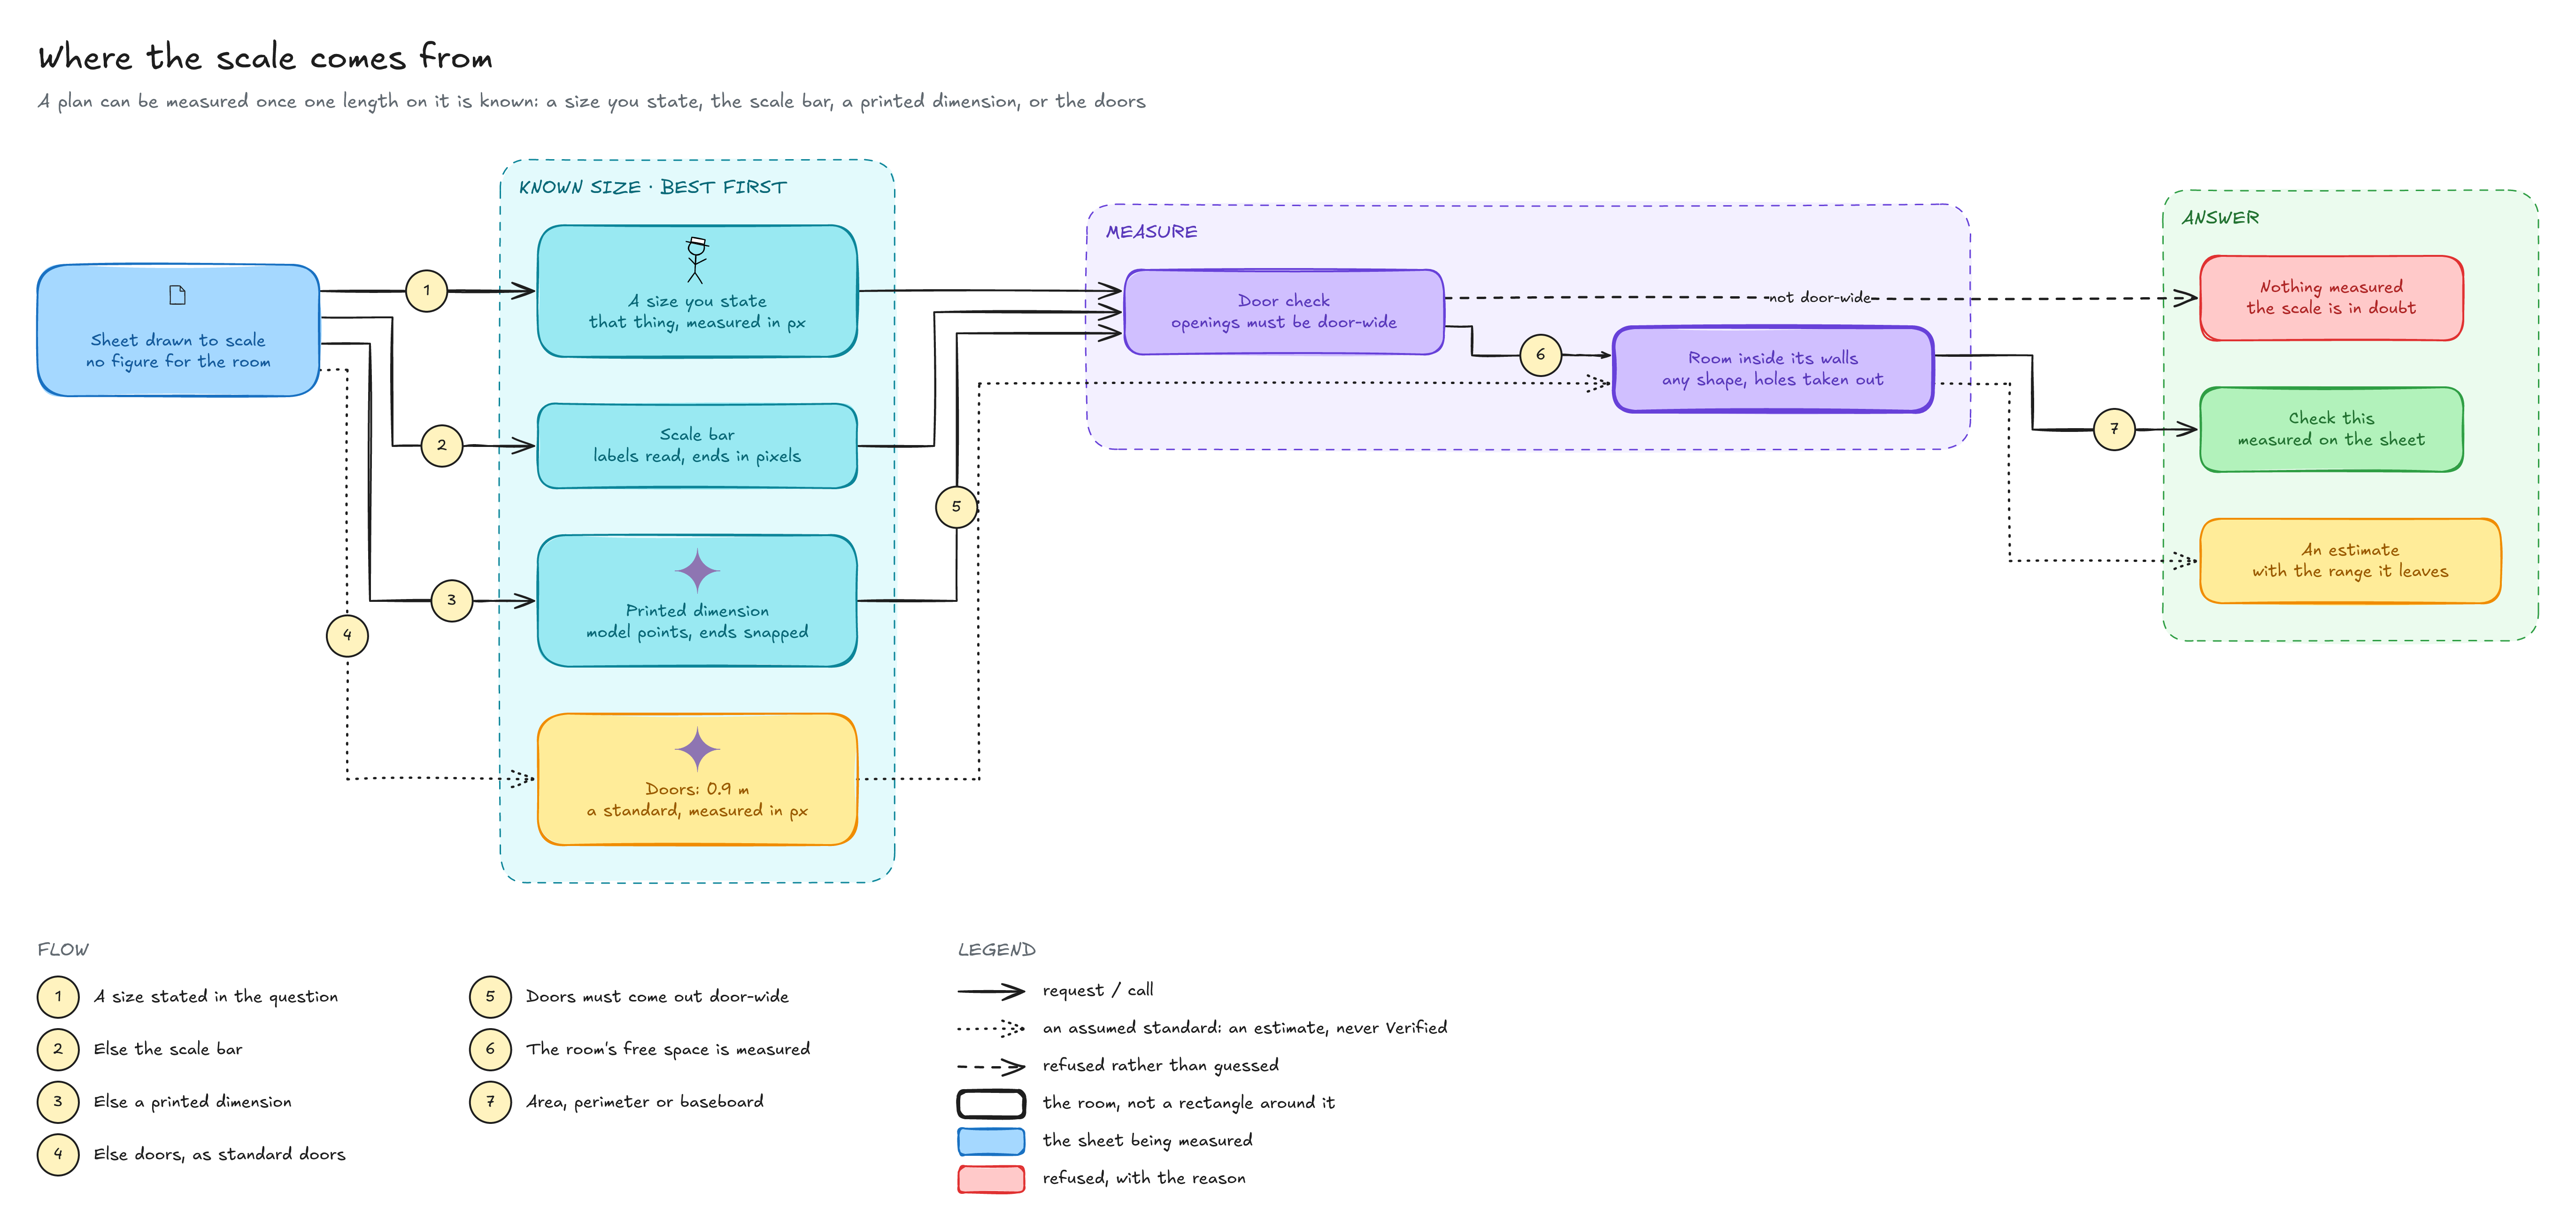 Where the scale comes from
A plan can be measured once one length on it is known: a size you state, the scale bar, a printed dimension, or the doors
Sheet drawn to scale
no figure for the room
1
2
3
4
KNOWN SIZE · BEST FIRST
A size you state
that thing, measured in px
Scale bar
labels read, ends in pixels
Printed dimension
model points, ends snapped
Doors: 0.9 m
a standard, measured in px
5
MEASURE
Door check
openings must be door-wide
not door-wide
6
Room inside its walls
any shape, holes taken out
7
ANSWER
Nothing measured
the scale is in doubt
Check this
measured on the sheet
An estimate
with the range it leaves
FLOW
1 A size stated in the question
2 Else the scale bar
3 Else a printed dimension
4 Else doors, as standard doors
5 Doors must come out door-wide
6 The room's free space is measured
7 Area, perimeter or baseboard
LEGEND
request / call
an assumed standard: an estimate, never Verified
refused rather than guessed
the room, not a rectangle around it
the sheet being measured
refused, with the reason